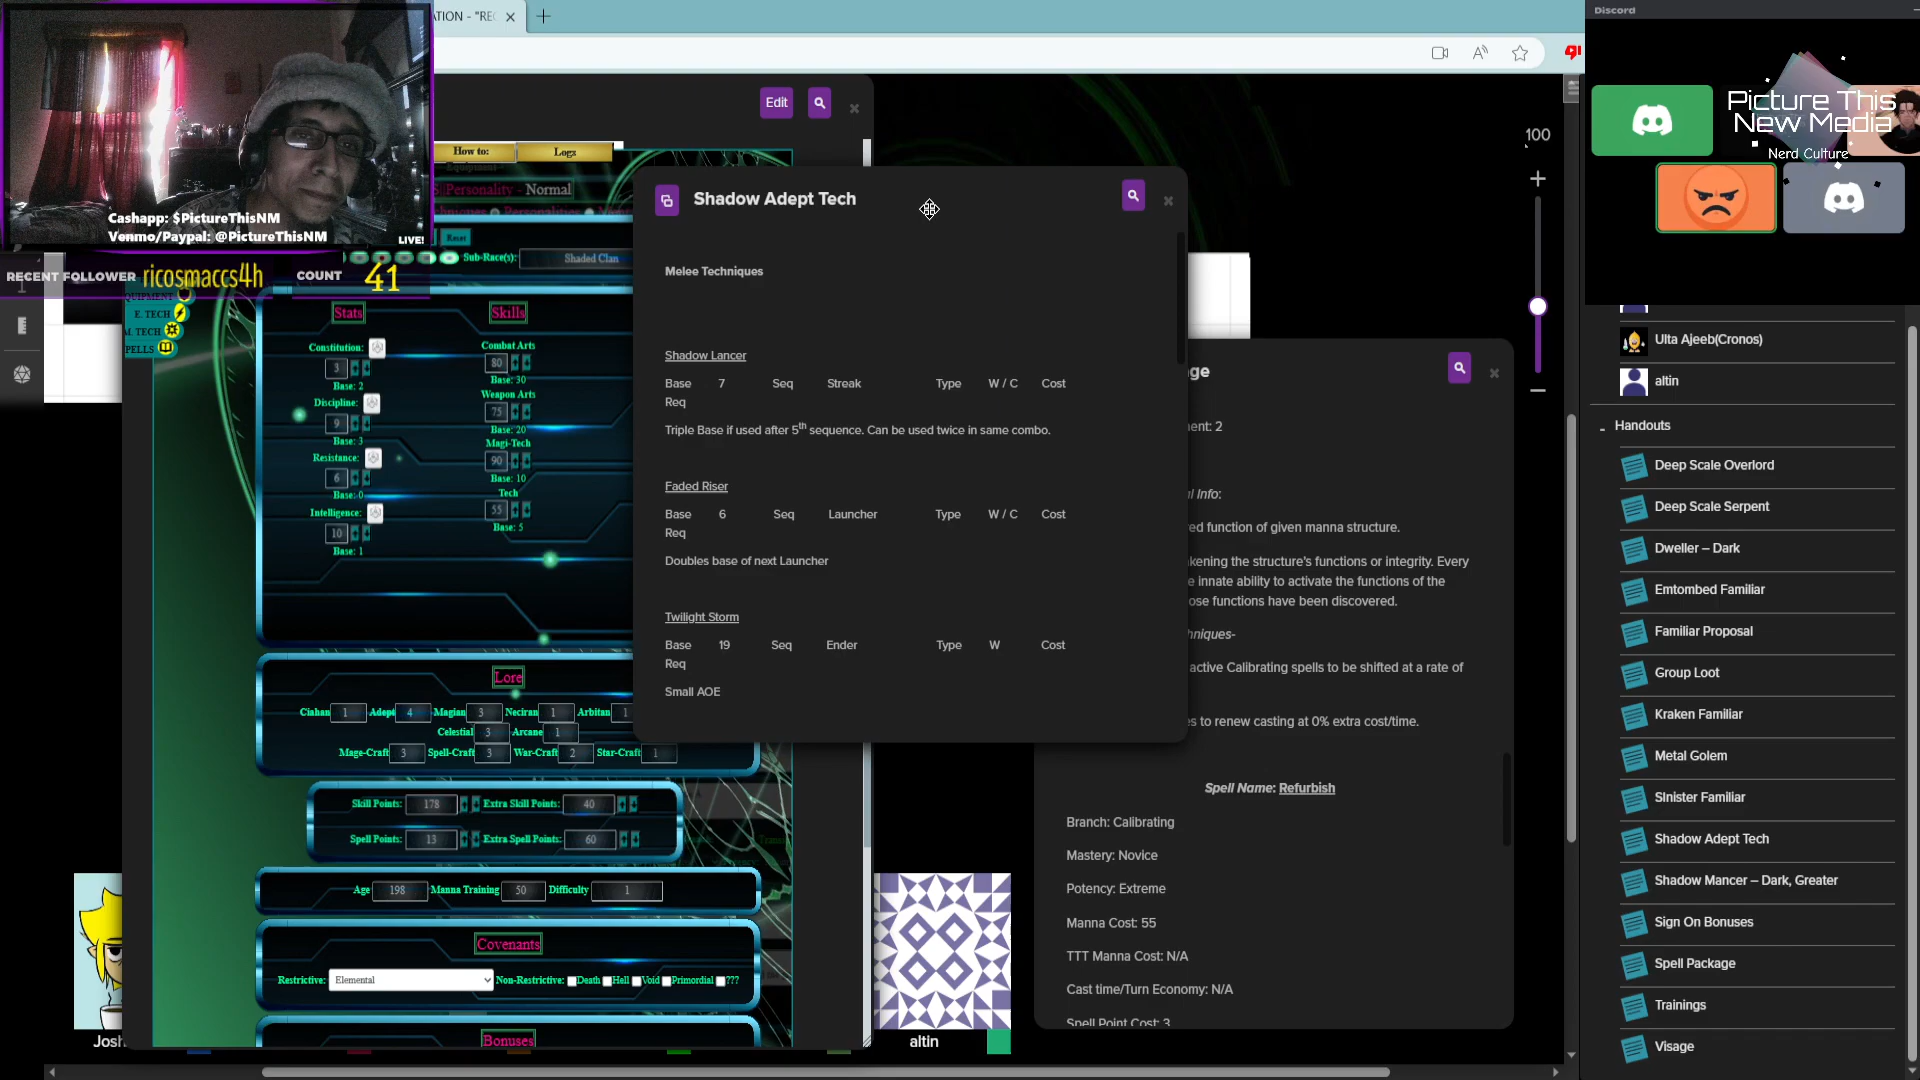 ATION - "REC
Discord
Cashapp: $PictureThisNM
Venmo/Paypal: @PictureThisNM
LIVE!
RECENT FOLLOWER ricosmaccs4h COUNT 41
Picture This
New Media
Nerd Culture
Edit
How to: Logz
Personality - Normal
Reset
Sub-Race(s): Shaded Clan
E. TECH
M. TECH
PELLS
Stats
Skills
Constitution:
3
Base: 2
Discipline:
9
Base: 3
Resistance:
6
Base: 0
Intelligence:
10
Base: 1
Combat Arts
80
Base: 30
Weapon Arts
75
Base: 20
Magi-Tech
90
Base: 10
Tech
55
Base: 5
Lore
Ciahan 1 Adept 4 Magian 3 Neciran 1 Arbitan 1
Celestial 3 Arcane 1
Mage-Craft 3 Spell-Craft 3 War-Craft 2 Star-Craft 1
Skill Points: 178 Extra Skill Points: 40
Spell Points: 13 Extra Spell Points: 60
Age 198 Manna Training 50 Difficulty 1
Covenants
Restrictive: Elemental Non-Restrictive: Death Hell Void Primordial ???
Bonuses
Josh
altin
Shadow Adept Tech
Melee Techniques
Shadow Lancer
Base 7 Seq Streak Type W / C Cost
Req
Triple Base if used after 5th sequence. Can be used twice in same combo.
Faded Riser
Base 6 Seq Launcher Type W / C Cost
Req
Doubles base of next Launcher
Twilight Storm
Base 19 Seq Ender Type W Cost
Req
Small AOE
ge
ent: 2
l Info:
ed function of given manna structure.
kening the structure's functions or integrity. Every
e innate ability to activate the functions of the
ose functions have been discovered.
hniques-
active Calibrating spells to be shifted at a rate of
s to renew casting at 0% extra cost/time.
Spell Name: Refurbish
Branch: Calibrating
Mastery: Novice
Potency: Extreme
Manna Cost: 55
TTT Manna Cost: N/A
Cast time/Turn Economy: N/A
Spell Point Cost: 3
100
Ulta Ajeeb(Cronos)
altin
Handouts
Deep Scale Overlord
Deep Scale Serpent
Dweller – Dark
Emtombed Familiar
Familiar Proposal
Group Loot
Kraken Familiar
Metal Golem
SInister Familiar
Shadow Adept Tech
Shadow Mancer – Dark, Greater
Sign On Bonuses
Spell Package
Trainings
Visage